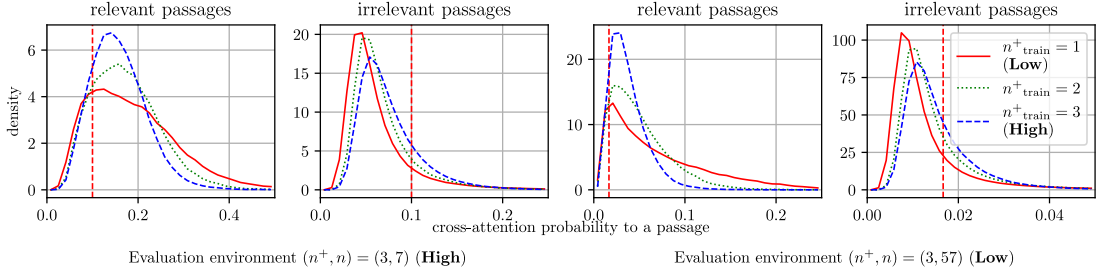 relevant passages
irrelevant passages
relevant passages
irrelevant passages
density
6
4
2
0
0.0 0.2 0.4
20
15
10
5
0
0.0 0.1 0.2
20
10
0
0.0 0.1 0.2
100
75
50
25
0
0.00 0.02 0.04
n⁺train = 1
(Low)
n⁺train = 2
n⁺train = 3
(High)
cross-attention probability to a passage
Evaluation environment (n⁺, n) = (3, 7) (High)
Evaluation environment (n⁺, n) = (3, 57) (Low)